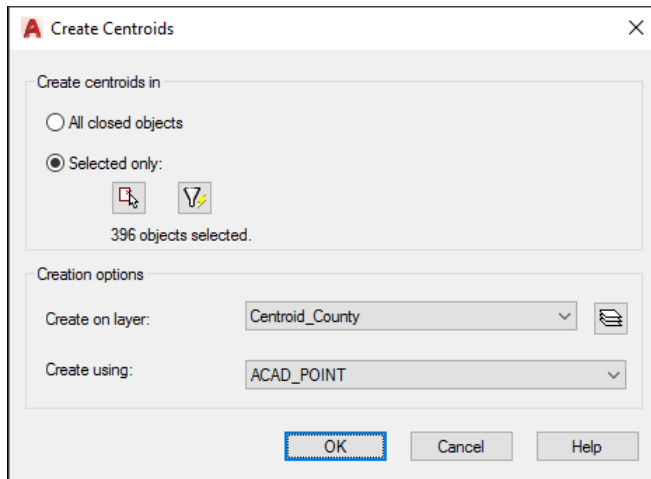 Create Centroids
Create centroids in
All closed objects
Selected only:
396 objects selected.
Creation options
Create on layer:
Centroid_County
Create using:
ACAD_POINT
OK
Cancel
Help